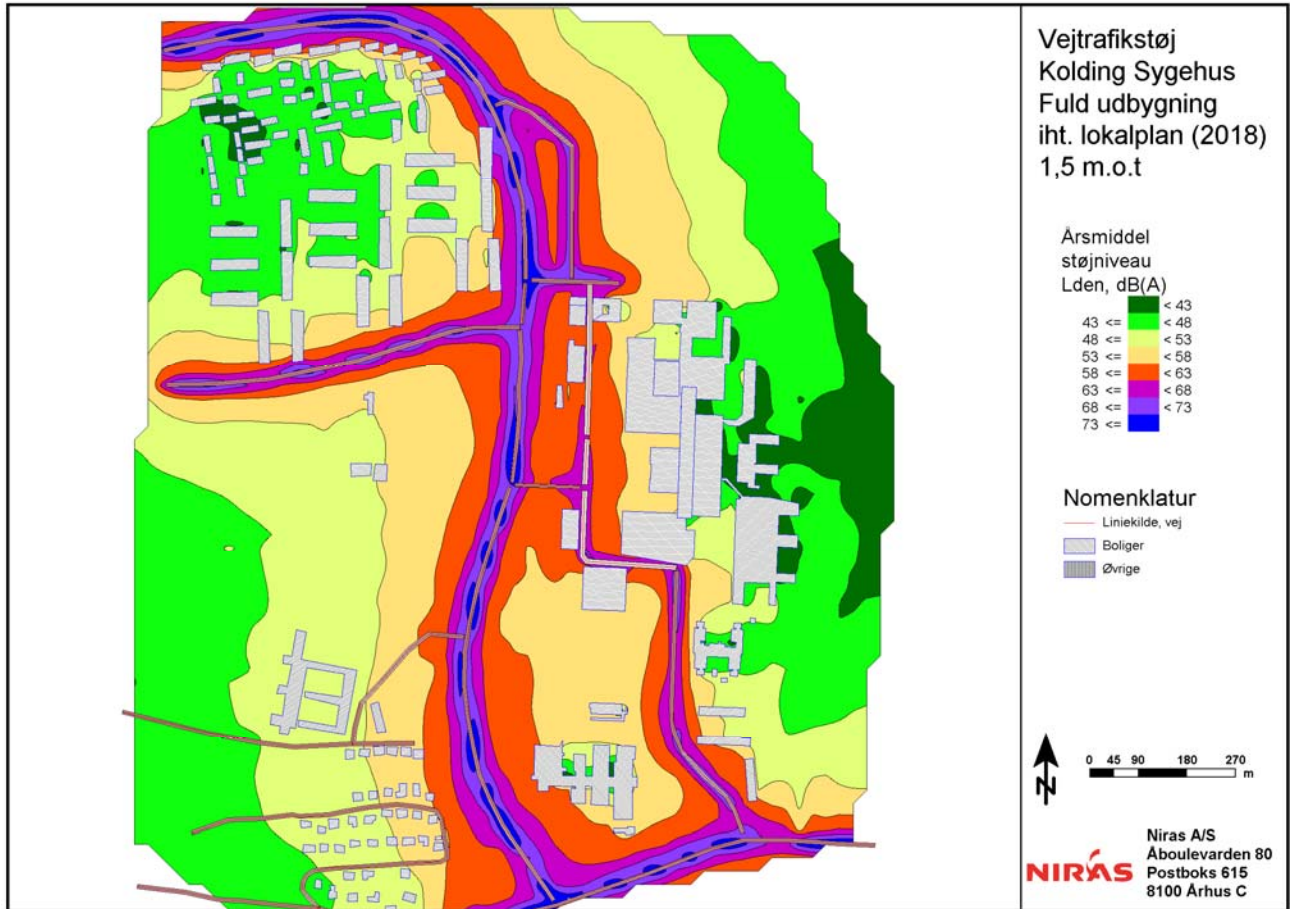 Vejtrafikstøj
Kolding Sygehus
Fuld udbygning
iht. lokalplan (2018)
1,5 m.o.t
Årsmiddel
støjniveau
Lden, dB(A)
< 43
43 <= < 48
48 <= < 53
53 <= < 58
58 <= < 63
63 <= < 68
68 <= < 73
73 <=
Nomenklatur
Liniekilde, vej
Boliger
Øvrige
N
0 45 90 180 270
m
NIRÁS
Niras A/S
Åboulevarden 80
Postboks 615
8100 Århus C